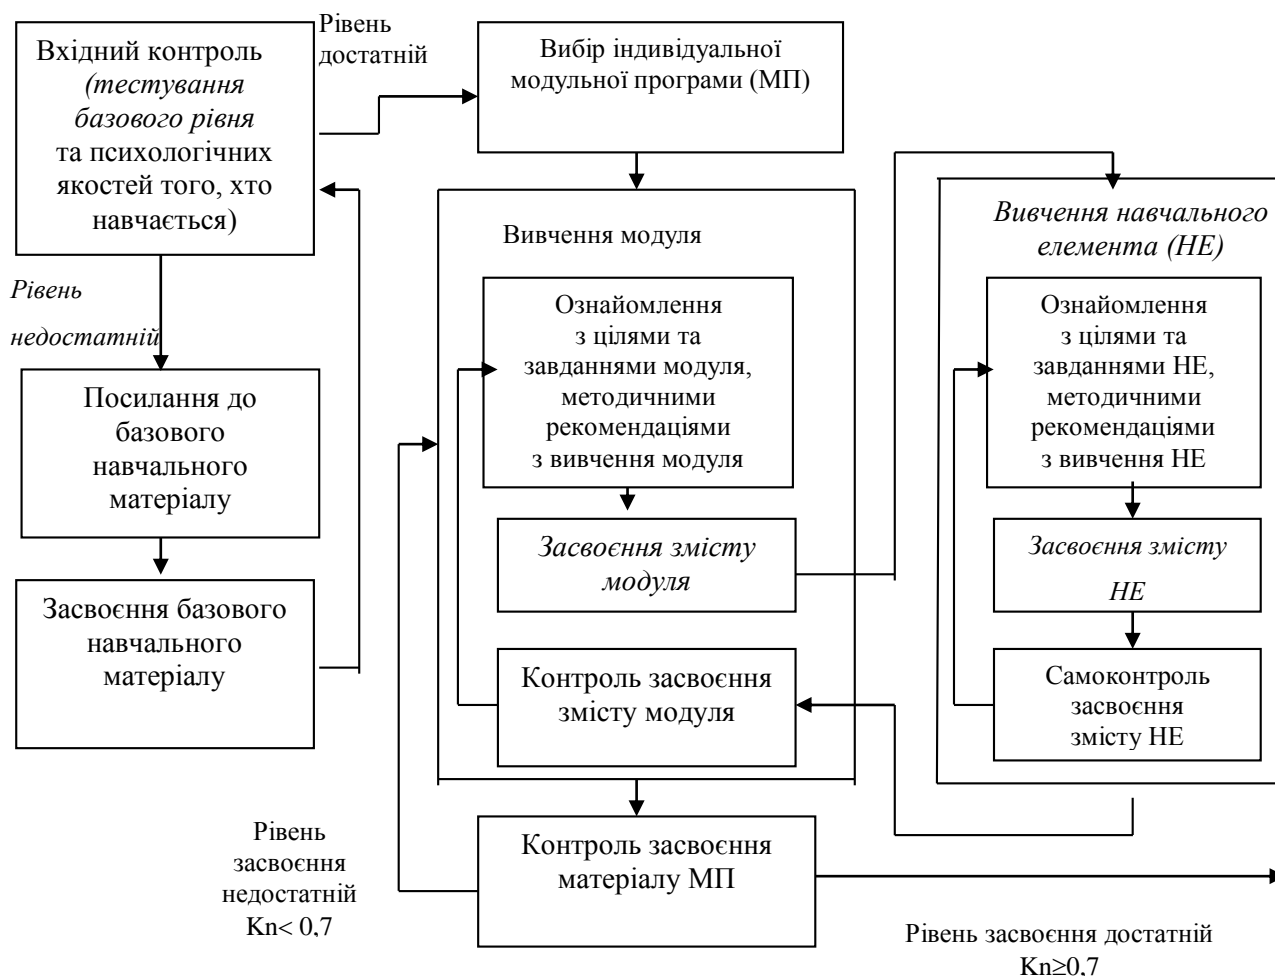 Вхідний контроль
(тестування
базового рівня
та психологічних
якостей того, хто
навчається)
Рівень
достатній
Вибір індивідуальної
модульної програми (МП)
Рівень
недостатній
Посилання до
базового
навчального
матеріалу
Засвоєння базового
навчального
матеріалу
Вивчення модуля
Ознайомлення
з цілями та
завданнями модуля,
методичними
рекомендаціями
з вивчення модуля
Засвоєння змісту
модуля
Контроль засвоєння
змісту модуля
Вивчення навчального
елемента (НЕ)
Ознайомлення
з цілями та
завданнями НЕ,
методичними
рекомендаціями
з вивчення НЕ
Засвоєння змісту
НЕ
Самоконтроль
засвоєння
змісту НЕ
Рівень
засвоєння
недостатній
Kn< 0,7
Контроль засвоєння
матеріалу МП
Рівень засвоєння достатній
Kn≥0,7